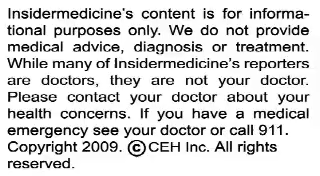 Insidermedicine's content is for informa-
tional purposes only. We do not provide
medical advice, diagnosis or treatment.
While many of Insidermedicine's reporters
are doctors, they are not your doctor.
Please contact your doctor about your
health concerns. If you have a medical
emergency see your doctor or call 911.
Copyright 2009. ©CEH Inc. All rights
reserved.